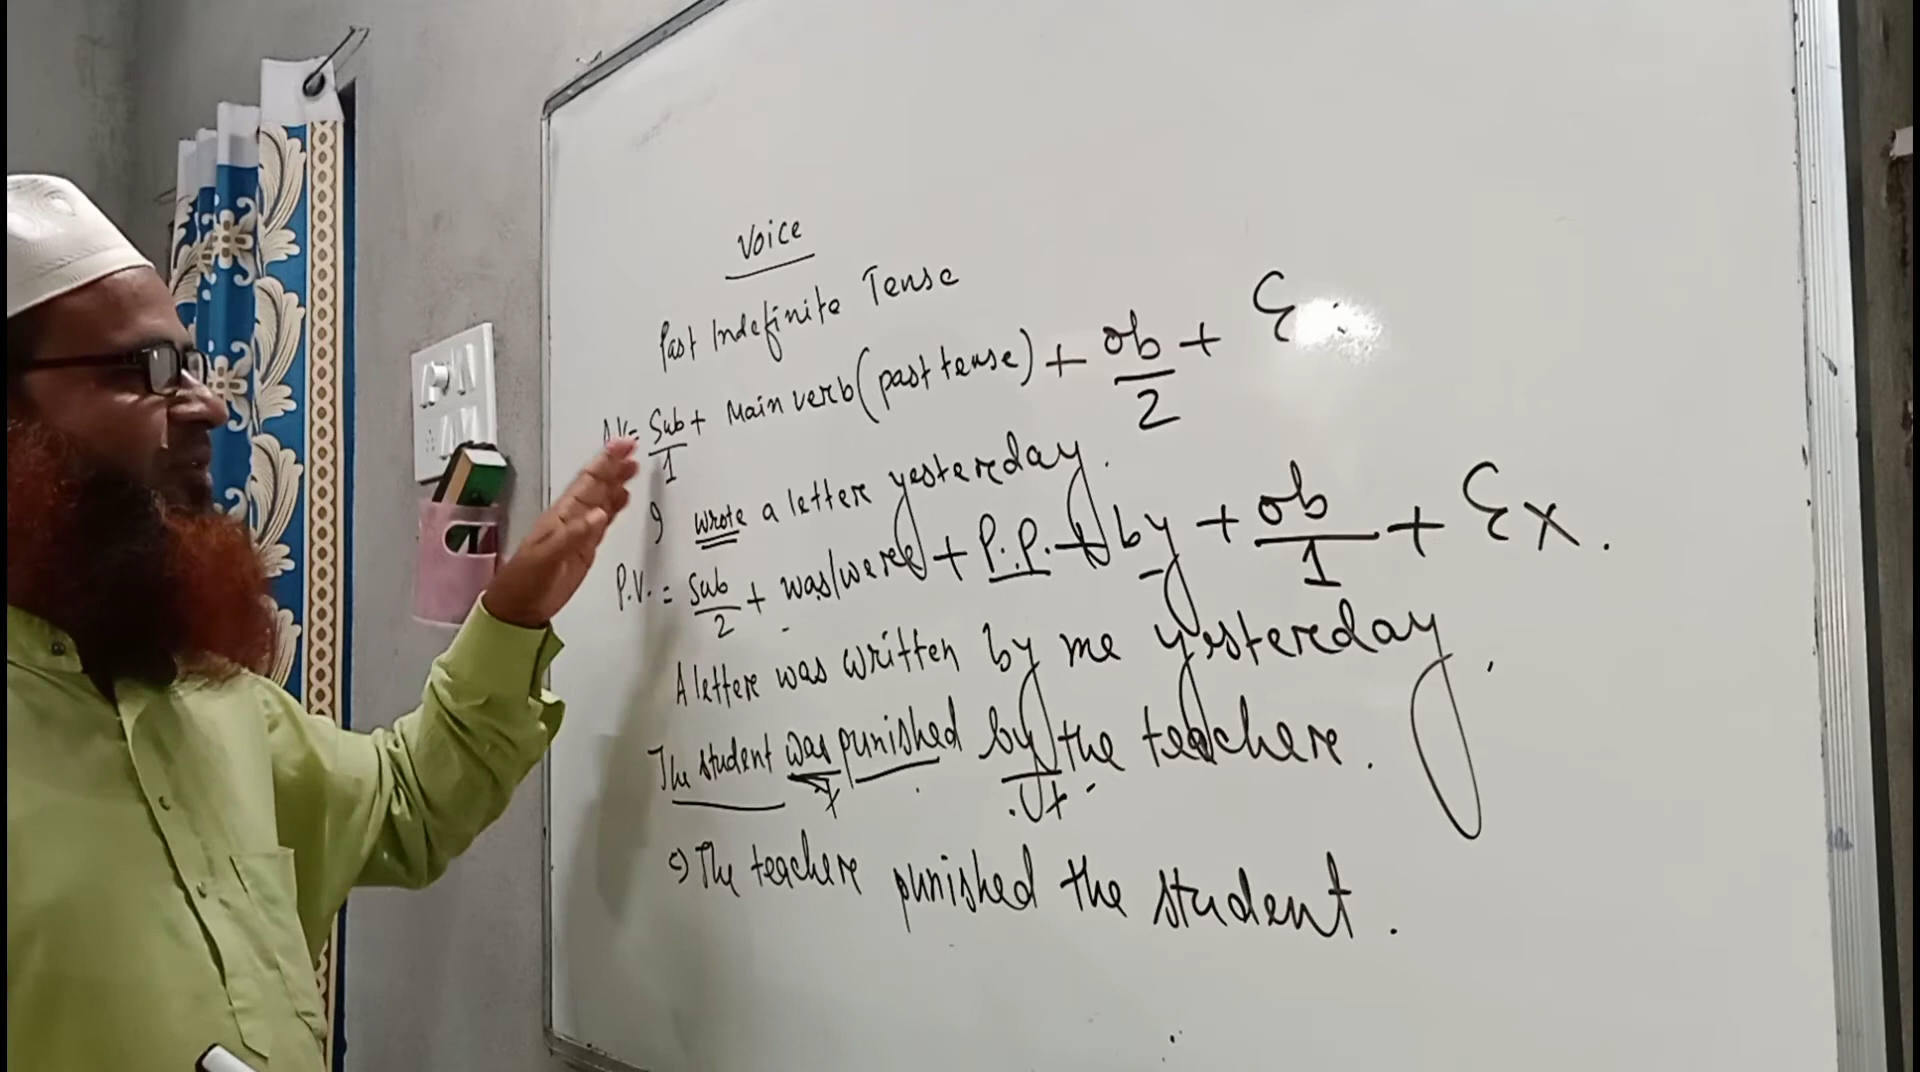 Voice
Past Indefinite Tense
A.V.= Sub/1 + Main verb (past tense) + ob/2 + E
I wrote a letter yesterday.
P.V. = Sub/2 + was/were + P.P. + by + ob/1 + Ex.
A letter was written by me yesterday.
The student was punished by the teacher.
The teacher punished the student.